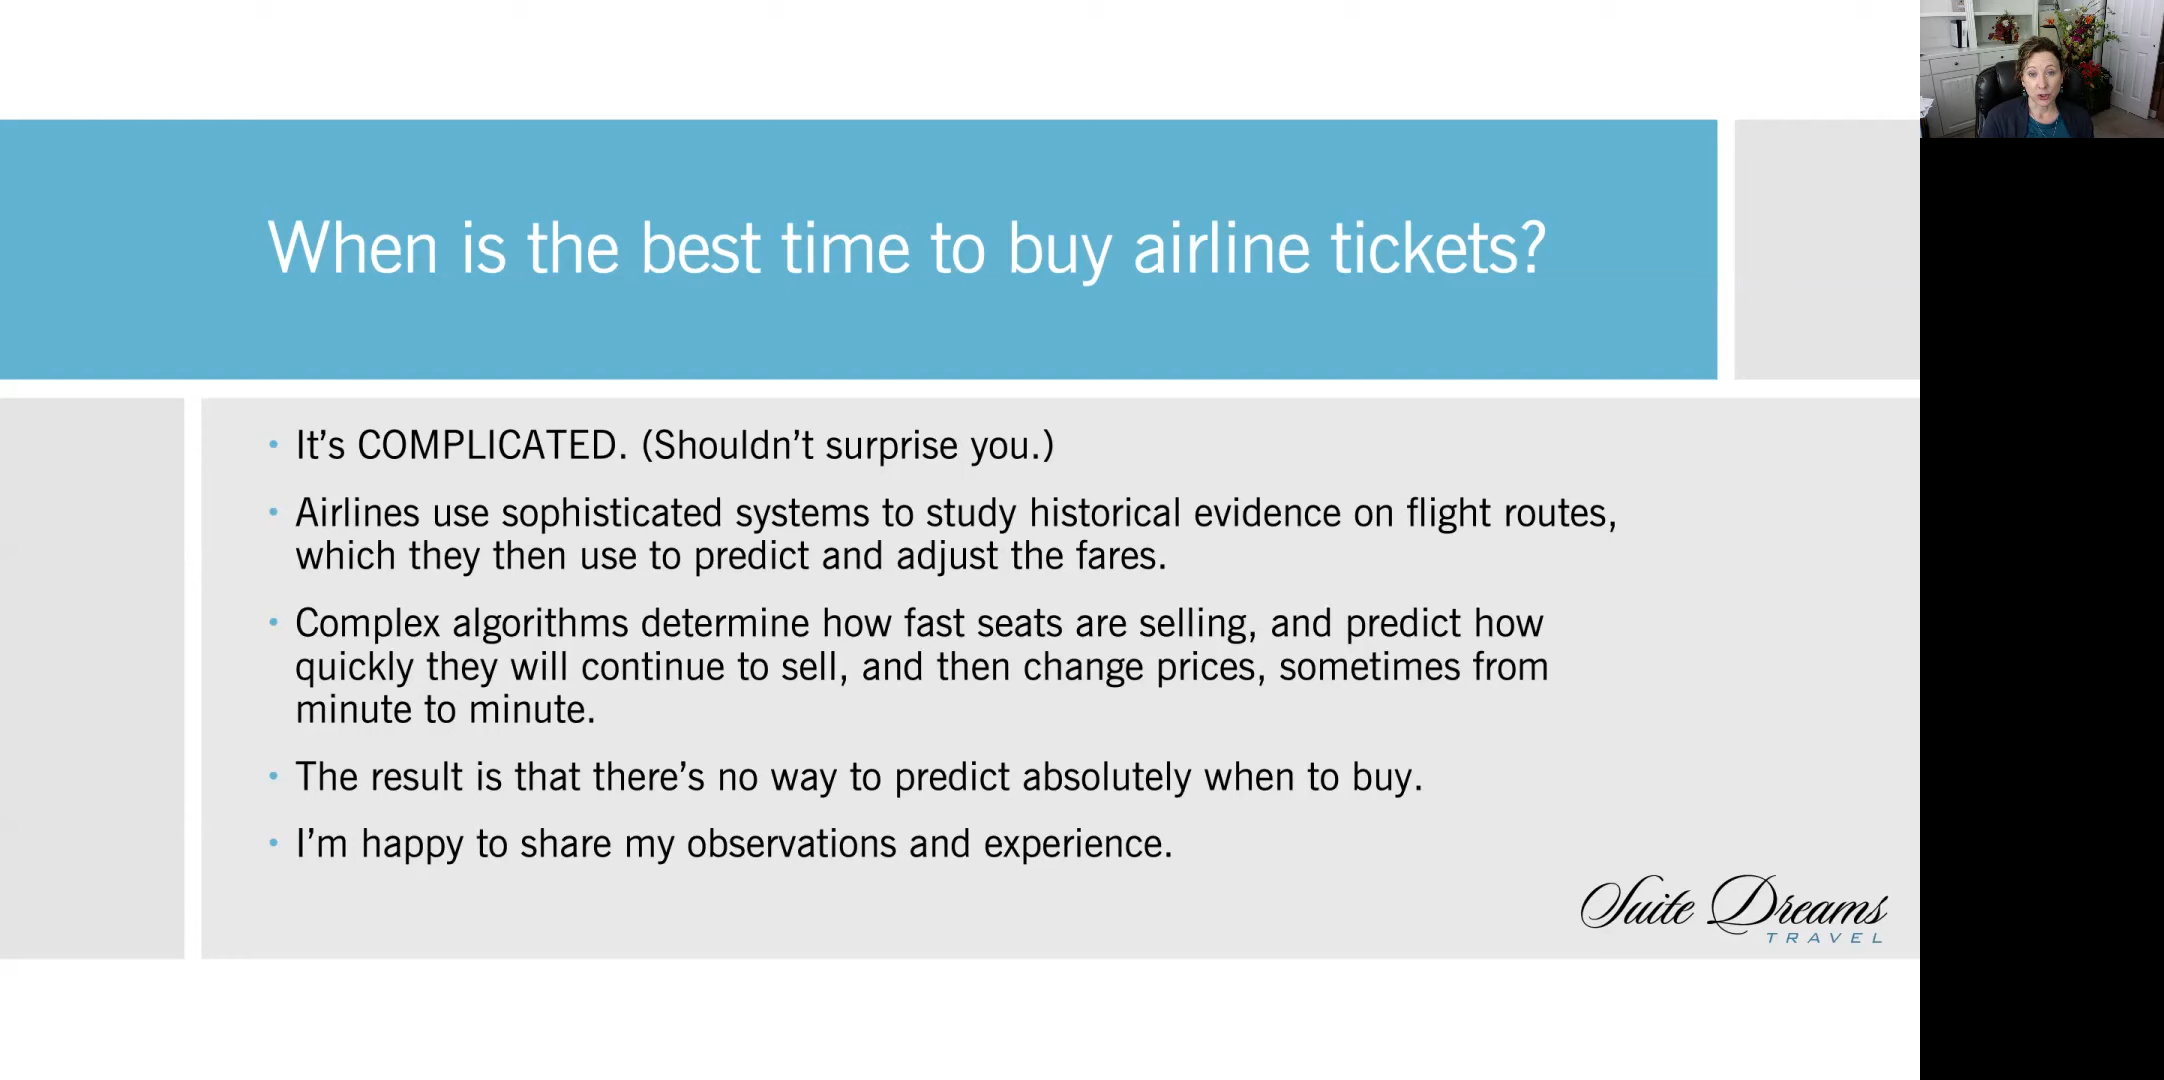 When is the best time to buy airline tickets?
• It’s COMPLICATED. (Shouldn’t surprise you.)
• Airlines use sophisticated systems to study historical evidence on flight routes,
which they then use to predict and adjust the fares.
• Complex algorithms determine how fast seats are selling, and predict how
quickly they will continue to sell, and then change prices, sometimes from
minute to minute.
• The result is that there’s no way to predict absolutely when to buy.
• I’m happy to share my observations and experience.
Suite Dreams
TRAVEL